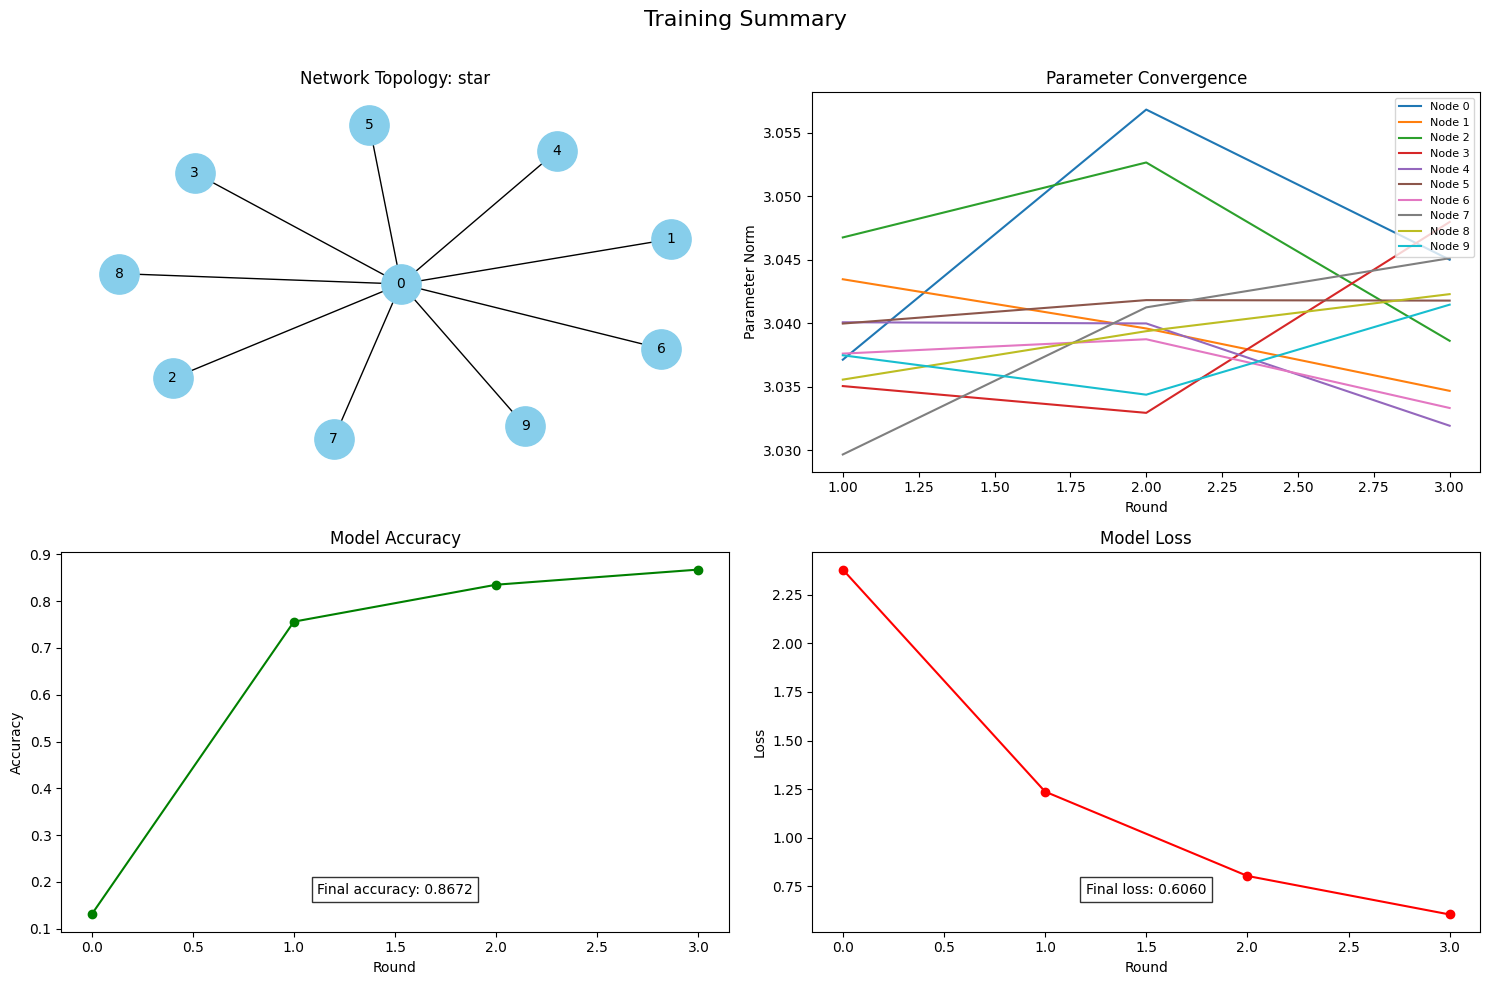 Training Summary
Network Topology: star
5
4
3
1
8
0
6
2
9
7
Parameter Convergence
Parameter Norm
3.055
3.050
3.045
3.040
3.035
3.030
Node 0
Node 1
Node 2
Node 3
Node 4
Node 5
Node 6
Node 7
Node 8
Node 9
1.00 1.25 1.50 1.75 2.00 2.25 2.50 2.75 3.00
Round
Model Accuracy
Accuracy
0.9
0.8
0.7
0.6
0.5
0.4
0.3
0.2
0.1
Final accuracy: 0.8672
0.0 0.5 1.0 1.5 2.0 2.5 3.0
Round
Model Loss
Loss
2.25
2.00
1.75
1.50
1.25
1.00
0.75
Final loss: 0.6060
0.0 0.5 1.0 1.5 2.0 2.5 3.0
Round